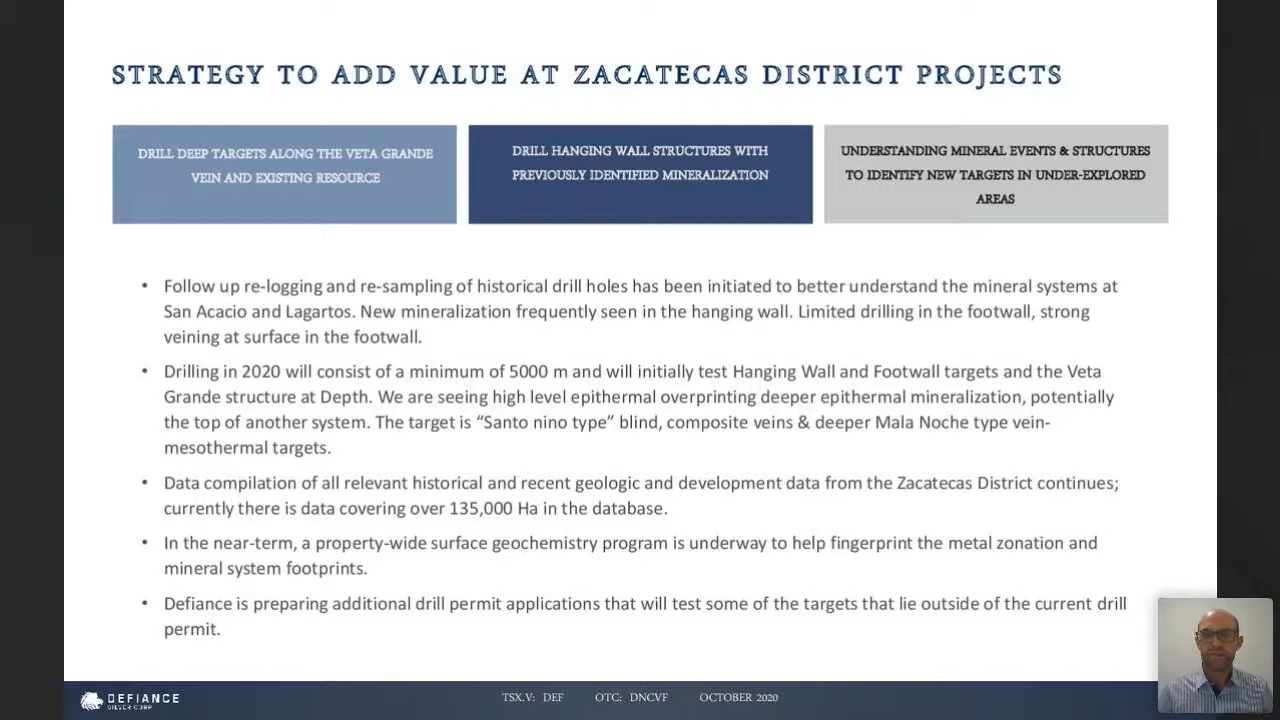 STRATEGY TO ADD VALUE AT ZACATECAS DISTRICT PROJECTS
DRILL DEEP TARGETS ALONG THE VETA GRANDE
VEIN AND EXISTING RESOURCE
DRILL HANGING WALL STRUCTURES WITH
PREVIOUSLY IDENTIFIED MINERALIZATION
UNDERSTANDING MINERAL EVENTS & STRUCTURES
TO IDENTIFY NEW TARGETS IN UNDER-EXPLORED
AREAS
• Follow up re-logging and re-sampling of historical drill holes has been initiated to better understand the mineral systems at
San Acacio and Lagartos. New mineralization frequently seen in the hanging wall. Limited drilling in the footwall, strong
veining at surface in the footwall.
• Drilling in 2020 will consist of a minimum of 5000 m and will initially test Hanging Wall and Footwall targets and the Veta
Grande structure at Depth. We are seeing high level epithermal overprinting deeper epithermal mineralization, potentially
the top of another system. The target is “Santo nino type” blind, composite veins & deeper Mala Noche type vein-
mesothermal targets.
• Data compilation of all relevant historical and recent geologic and development data from the Zacatecas District continues;
currently there is data covering over 135,000 Ha in the database.
• In the near-term, a property-wide surface geochemistry program is underway to help fingerprint the metal zonation and
mineral system footprints.
• Defiance is preparing additional drill permit applications that will test some of the targets that lie outside of the current drill
permit.
DEFIANCE
SILVER CORP
TSX.V: DEF OTC: DNCVF OCTOBER 2020